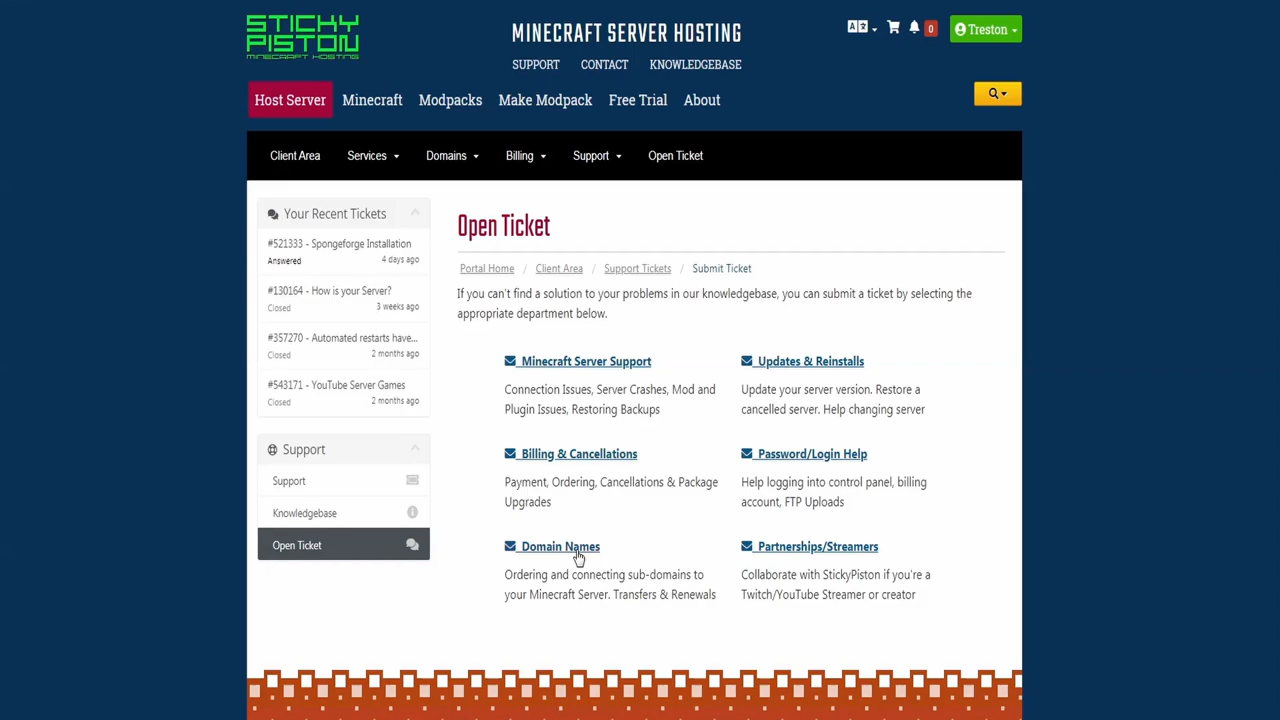 STICKY
PISTON
MINECRAFT HOSTING
MINECRAFT SERVER HOSTING
SUPPORT CONTACT KNOWLEDGEBASE
0
Treston
Host Server Minecraft Modpacks Make Modpack Free Trial About
Client Area Services Domains Billing Support Open Ticket
Your Recent Tickets
#521333 - Spongeforge Installation
Answered 4 days ago
#130164 - How is your Server?
Closed 3 weeks ago
#357270 - Automated restarts have...
Closed 2 months ago
#543171 - YouTube Server Games
Closed 2 months ago
Support
Support
Knowledgebase
Open Ticket
Open Ticket
Portal Home / Client Area / Support Tickets / Submit Ticket
If you can't find a solution to your problems in our knowledgebase, you can submit a ticket by selecting the
appropriate department below.
Minecraft Server Support
Connection Issues, Server Crashes, Mod and
Plugin Issues, Restoring Backups
Updates & Reinstalls
Update your server version. Restore a
cancelled server. Help changing server
Billing & Cancellations
Payment, Ordering, Cancellations & Package
Upgrades
Password/Login Help
Help logging into control panel, billing
account, FTP Uploads
Domain Names
Ordering and connecting sub-domains to
your Minecraft Server. Transfers & Renewals
Partnerships/Streamers
Collaborate with StickyPiston if you're a
Twitch/YouTube Streamer or creator